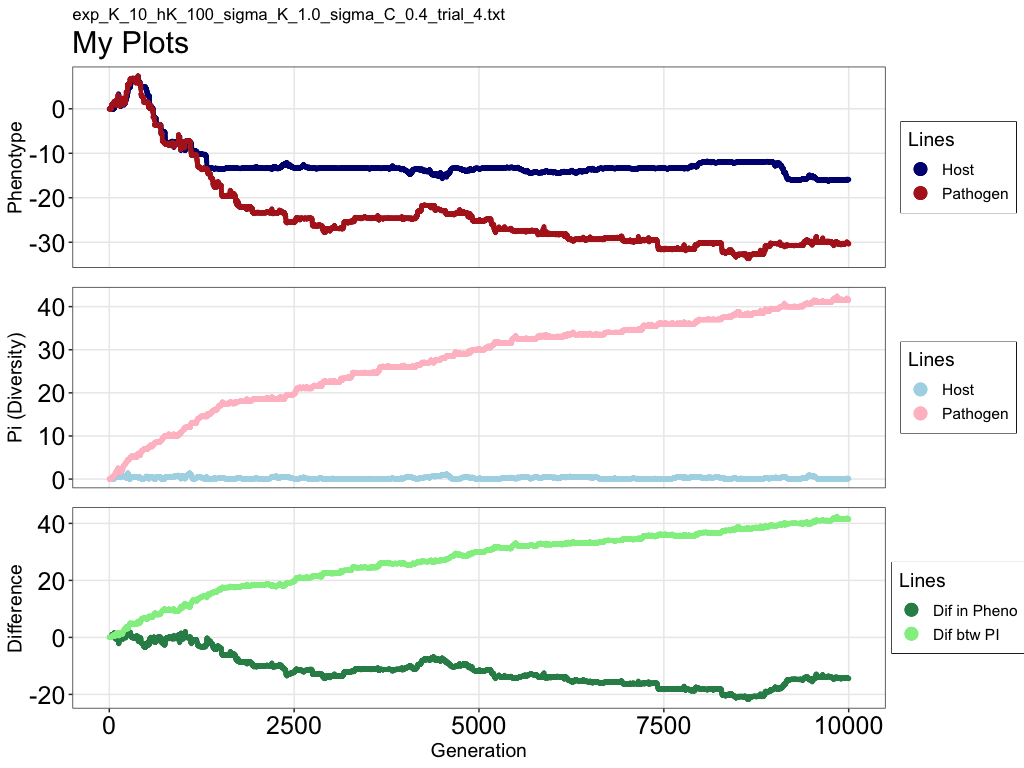 exp_K_10_hK_100_sigma_K_1.0_sigma_C_0.4_trial_4.txt
My Plots
Phenotype
0
-10
-20
-30
Lines
Host
Pathogen
Pi (Diversity)
40
30
20
10
0
Lines
Host
Pathogen
Difference
40
20
0
-20
Lines
Dif in Pheno
Dif btw PI
0 2500 5000 7500 10000
Generation